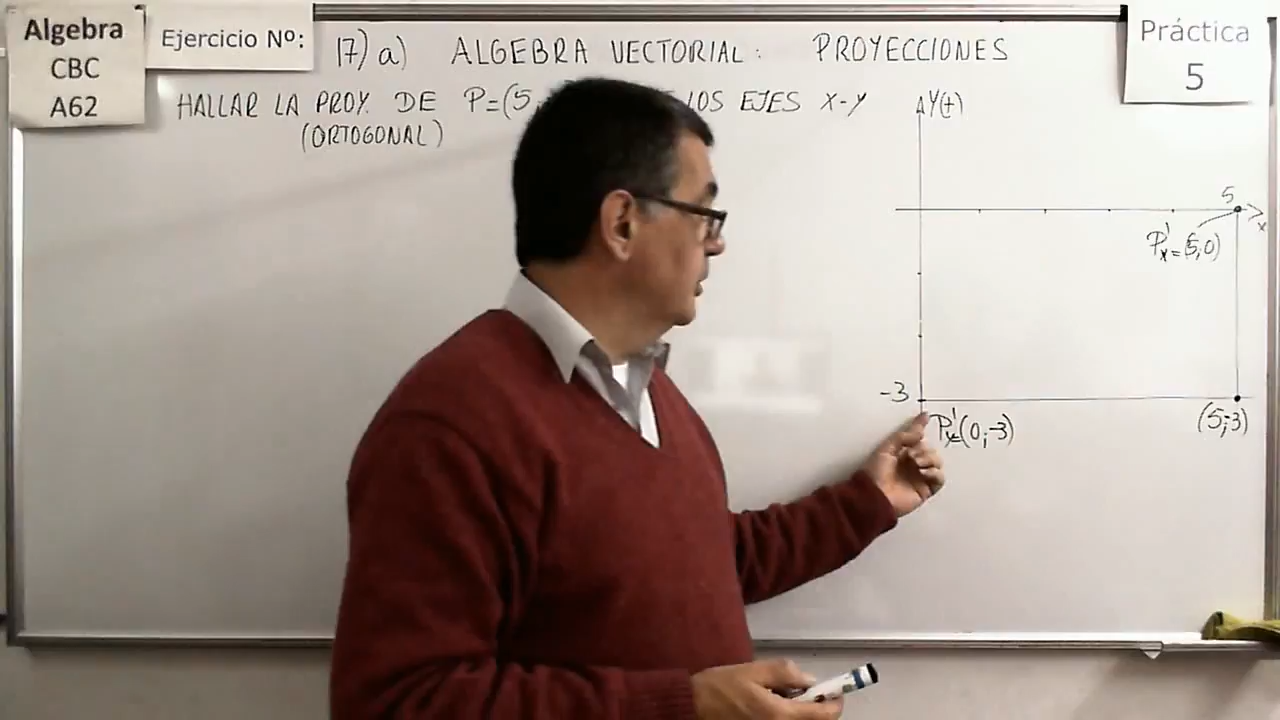 Algebra
CBC
A62
Ejercicio Nº:
17) a) ALGEBRA VECTORIAL: PROYECCIONES
Práctica
5
HALLAR LA PROY. DE P=(5; LOS EJES X-Y
(ORTOGONAL)
Y(+)
5
x
P'x=(5;0)
-3
(0;-3)
(5;-3)